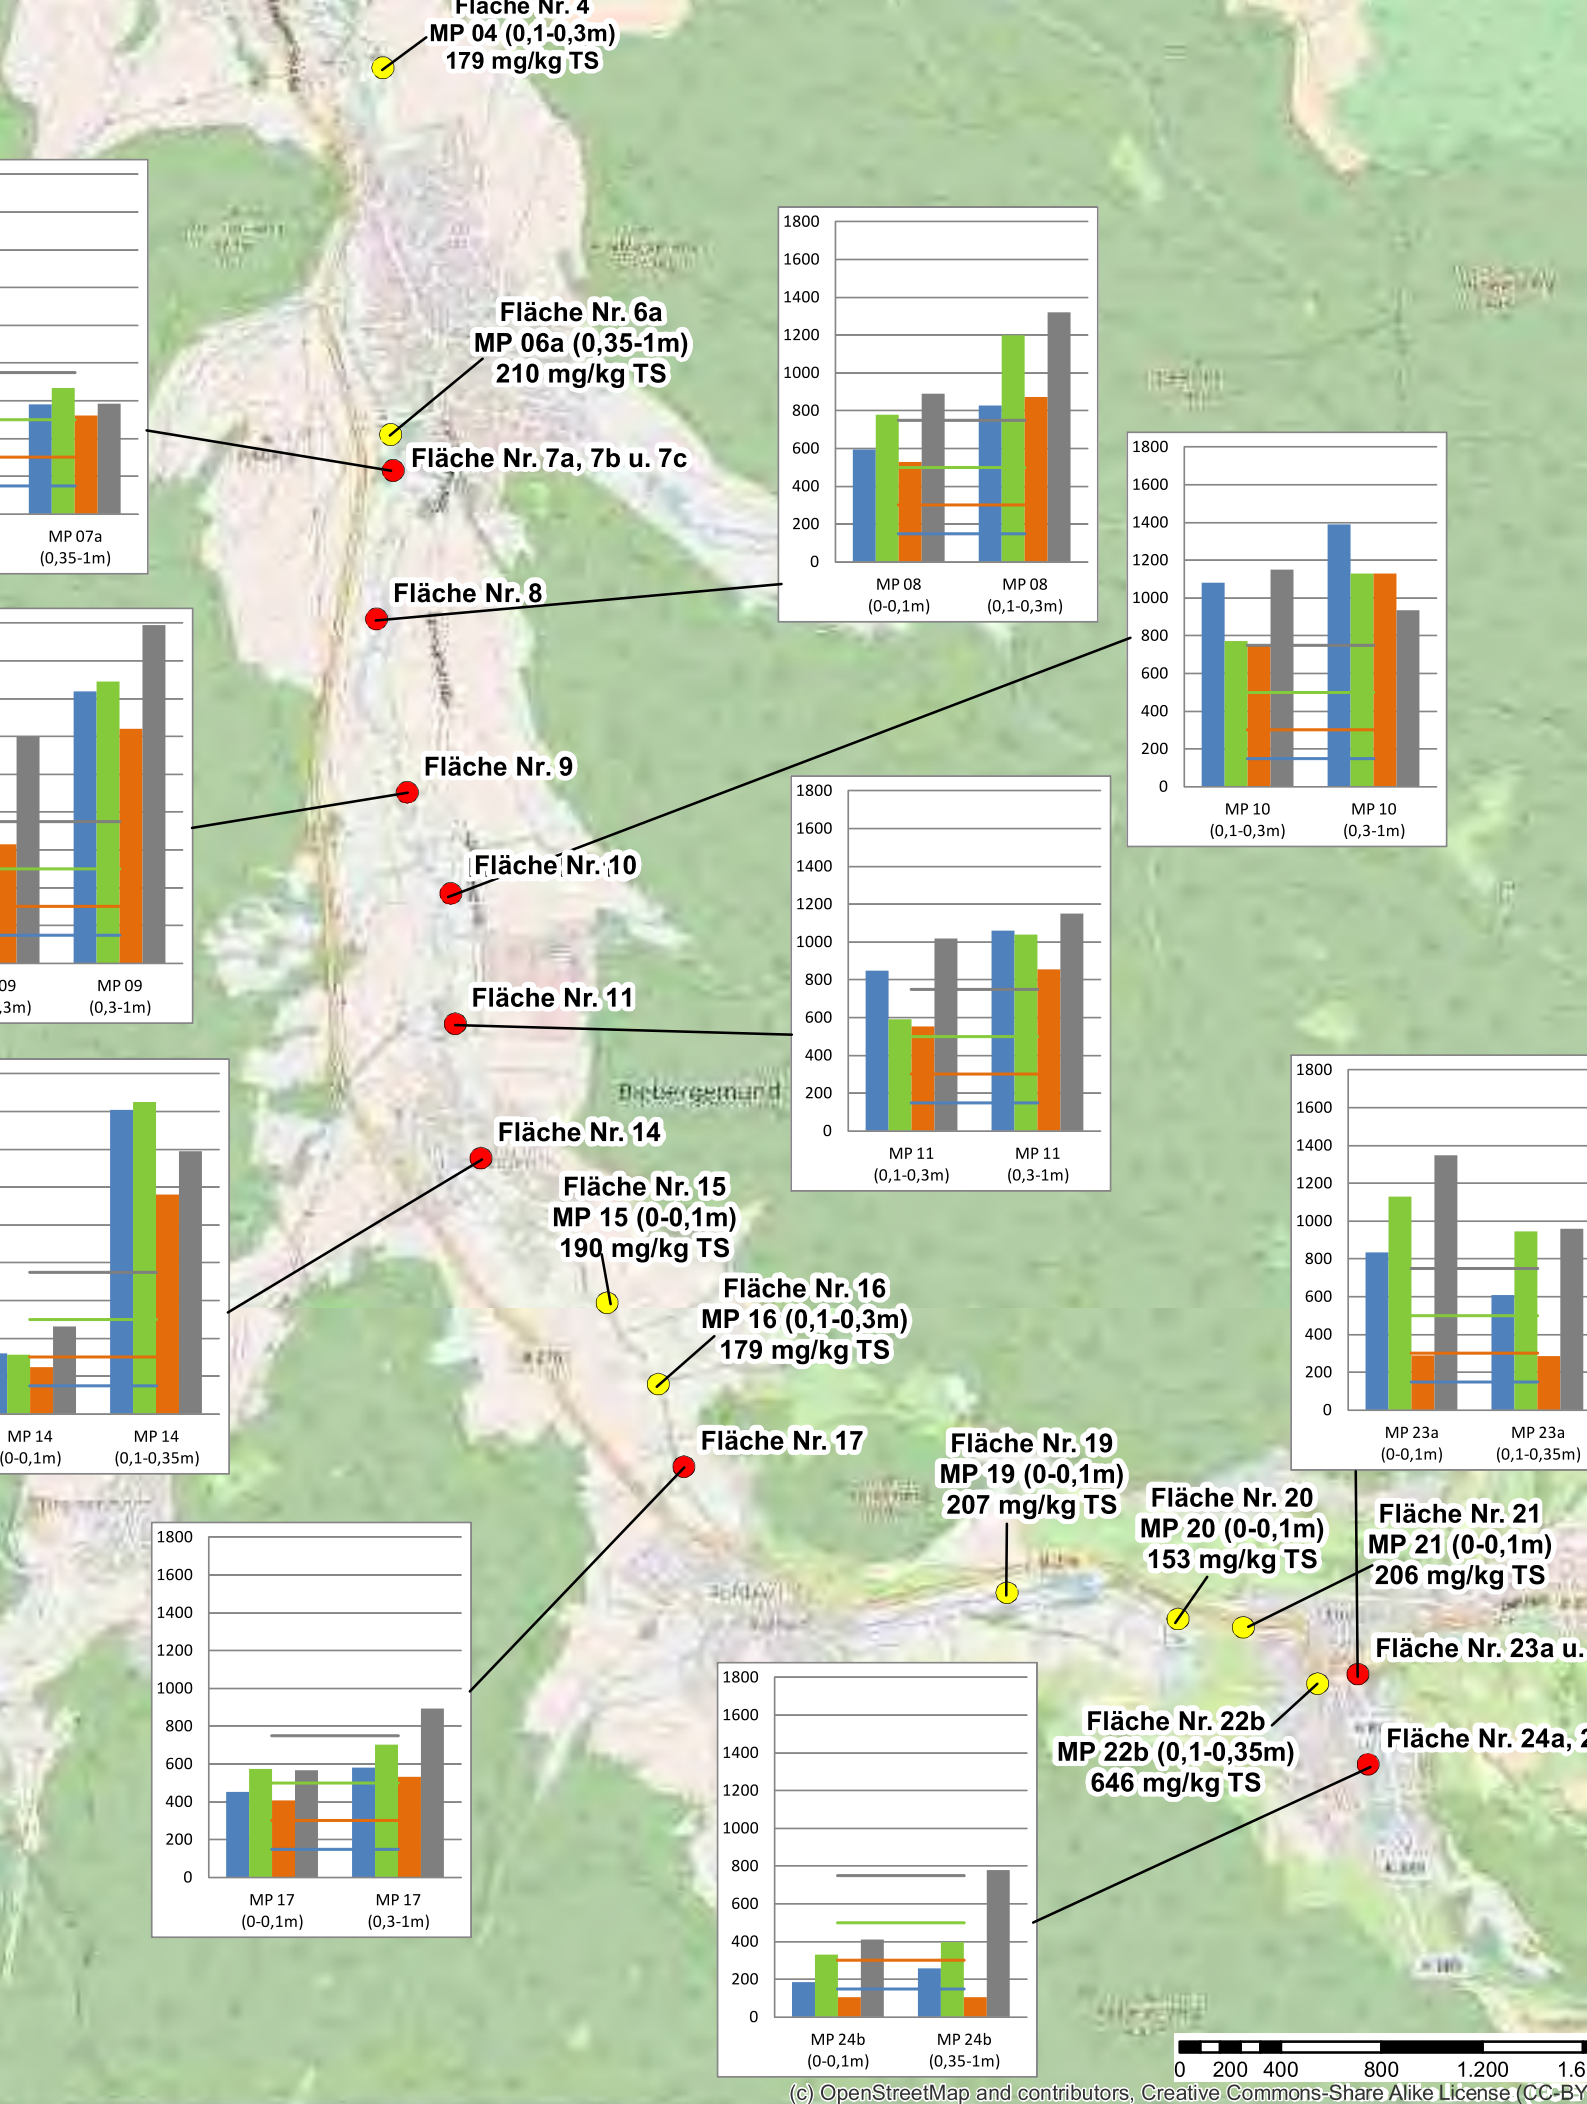 Fläche Nr. 4
MP 04 (0,1-0,3m)
179 mg/kg TS
Fläche Nr. 6a
MP 06a (0,35-1m)
210 mg/kg TS
Fläche Nr. 7a, 7b u. 7c
MP 07a
(0,35-1m)
1800
1600
1400
1200
1000
800
600
400
200
0
MP 08
(0-0,1m)
MP 08
(0,1-0,3m)
Fläche Nr. 8
1800
1600
1400
1200
1000
800
600
400
200
0
MP 10
(0,1-0,3m)
MP 10
(0,3-1m)
Fläche Nr. 9
09
,3m)
MP 09
(0,3-1m)
Fläche Nr. 10
1800
1600
1400
1200
1000
800
600
400
200
0
MP 11
(0,1-0,3m)
MP 11
(0,3-1m)
Fläche Nr. 11
Biebergemünd
Fläche Nr. 14
MP 14
(0-0,1m)
MP 14
(0,1-0,35m)
Fläche Nr. 15
MP 15 (0-0,1m)
190 mg/kg TS
Fläche Nr. 16
MP 16 (0,1-0,3m)
179 mg/kg TS
1800
1600
1400
1200
1000
800
600
400
200
0
MP 23a
(0-0,1m)
MP 23a
(0,1-0,35m)
Fläche Nr. 17
1800
1600
1400
1200
1000
800
600
400
200
0
MP 17
(0-0,1m)
MP 17
(0,3-1m)
Fläche Nr. 19
MP 19 (0-0,1m)
207 mg/kg TS
Fläche Nr. 20
MP 20 (0-0,1m)
153 mg/kg TS
Fläche Nr. 21
MP 21 (0-0,1m)
206 mg/kg TS
Fläche Nr. 23a u.
Fläche Nr. 22b
MP 22b (0,1-0,35m)
646 mg/kg TS
Fläche Nr. 24a, 2
1800
1600
1400
1200
1000
800
600
400
200
0
MP 24b
(0-0,1m)
MP 24b
(0,35-1m)
0 200 400 800 1.200 1.6
(c) OpenStreetMap and contributors, Creative Commons-Share Alike License (CC-BY